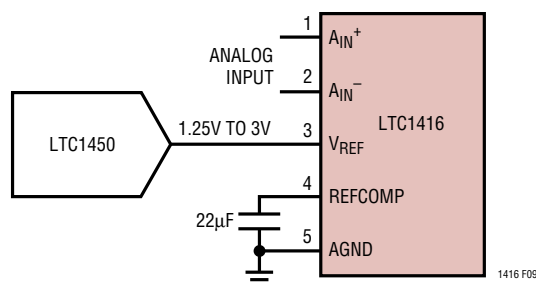 1
A_IN^+
ANALOG
INPUT
2
A_IN^–
LTC1450
1.25V TO 3V
3
V_REF
LTC1416
4
REFCOMP
22µF
5
AGND
1416 F09